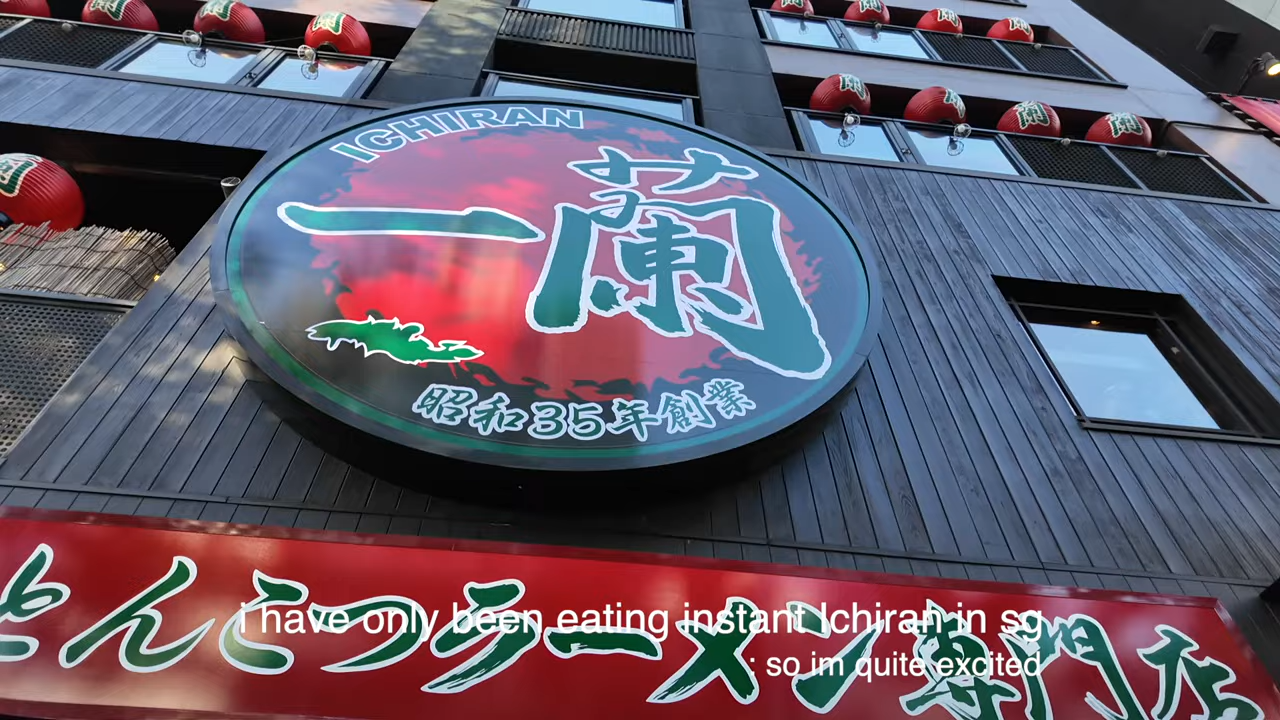 ICHIRAN
一蘭
昭和35年創業
とんこつラーメン専門店
i have only been eating instant Ichiran in sg
: so im quite excited